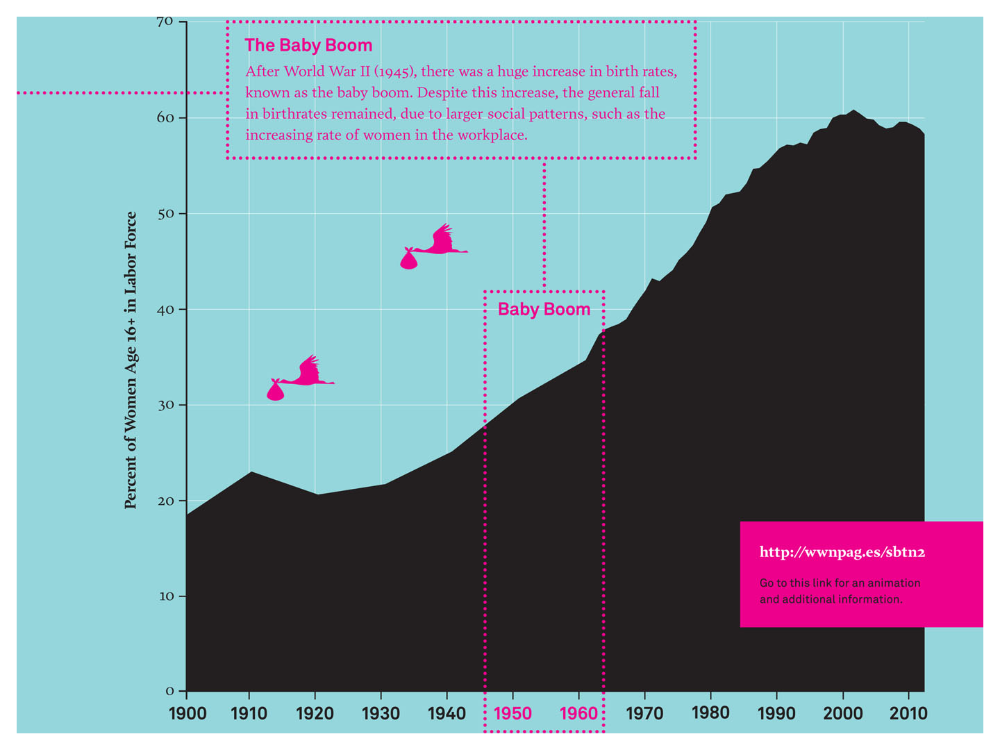 70
The Baby Boom
After World War II (1945), there was a huge increase in birth rates,
known as the baby boom. Despite this increase, the general fall
in birthrates remained, due to larger social patterns, such as the
increasing rate of women in the workplace.
60
50
40
30
20
10
0
Percent of Women Age 16+ in Labor Force
Baby Boom
http://wwnpag.es/sbtn2
Go to this link for an animation
and additional information.
1900 1910 1920 1930 1940 1950 1960 1970 1980 1990 2000 2010